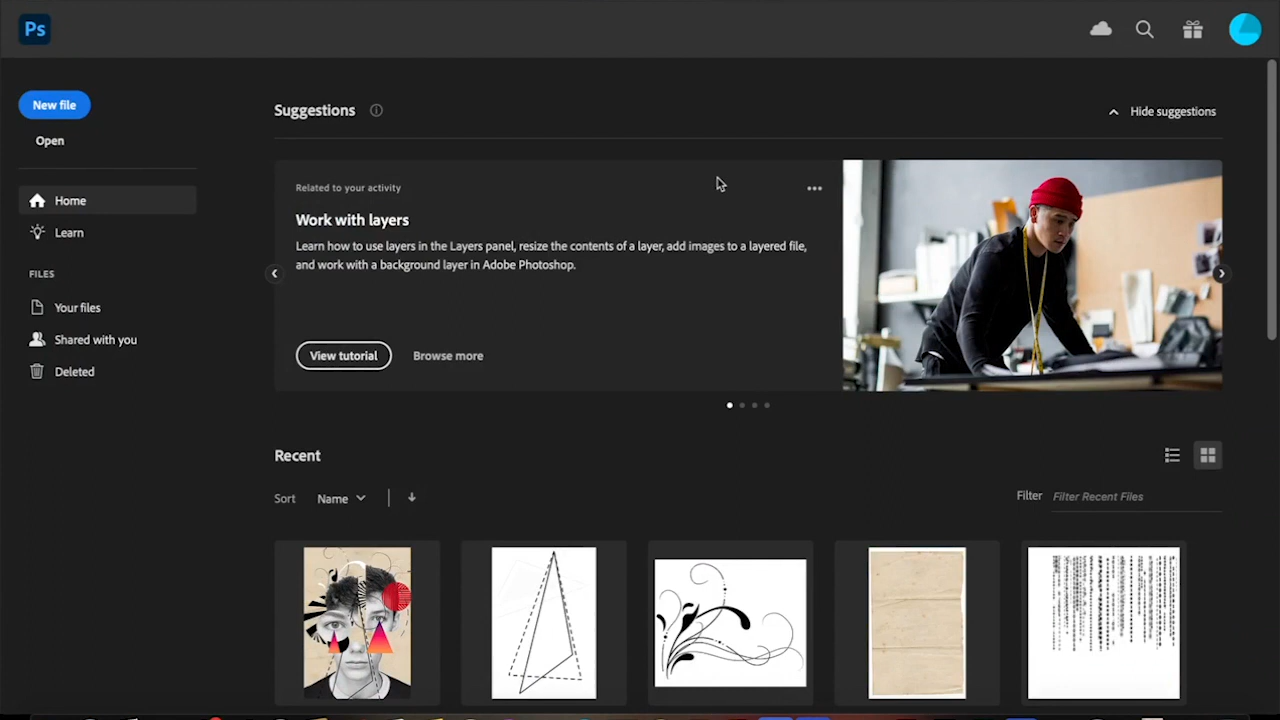 Ps
New file
Open
Home
Learn
FILES
Your files
Shared with you
Deleted
Suggestions
Hide suggestions
Related to your activity
Work with layers
Learn how to use layers in the Layers panel, resize the contents of a layer, add images to a layered file,
and work with a background layer in Adobe Photoshop.
View tutorial
Browse more
Recent
Sort Name
Filter Filter Recent Files